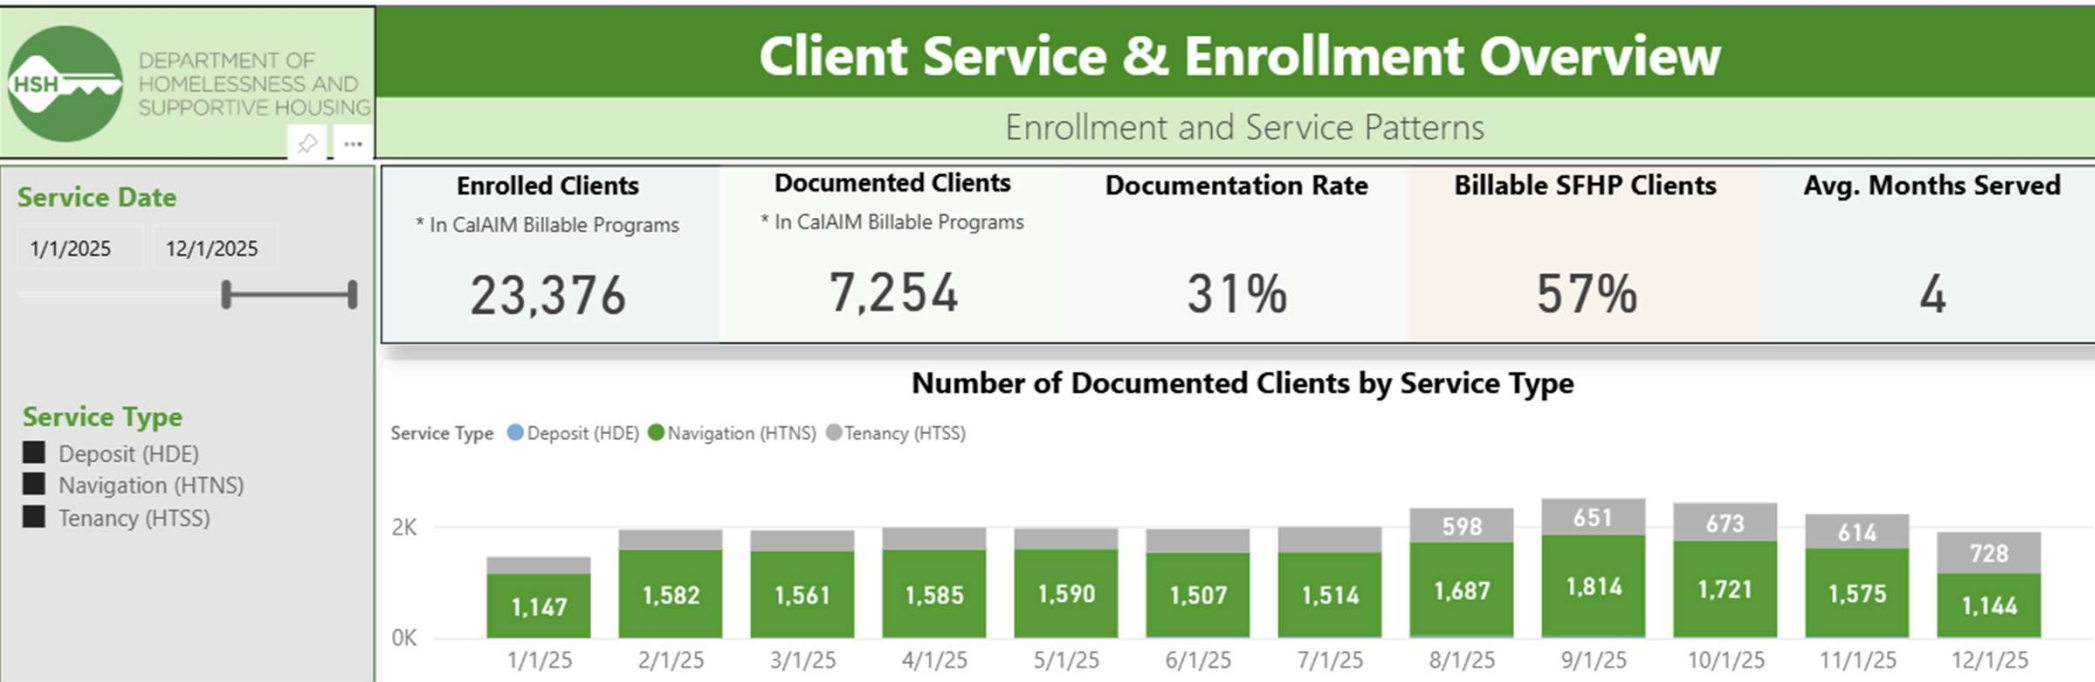 HSH
DEPARTMENT OF
HOMELESSNESS AND
SUPPORTIVE HOUSING
Client Service & Enrollment Overview
Enrollment and Service Patterns
Service Date
1/1/2025 12/1/2025
Service Type
Deposit (HDE)
Navigation (HTNS)
Tenancy (HTSS)
Enrolled Clients
* In CalAIM Billable Programs
23,376
Documented Clients
* In CalAIM Billable Programs
7,254
Documentation Rate
31%
Billable SFHP Clients
57%
Avg. Months Served
4
Number of Documented Clients by Service Type
Service Type Deposit (HDE) Navigation (HTNS) Tenancy (HTSS)
2K
0K
598 651 673 614 728
1,147 1,582 1,561 1,585 1,590 1,507 1,514 1,687 1,814 1,721 1,575 1,144
1/1/25 2/1/25 3/1/25 4/1/25 5/1/25 6/1/25 7/1/25 8/1/25 9/1/25 10/1/25 11/1/25 12/1/25